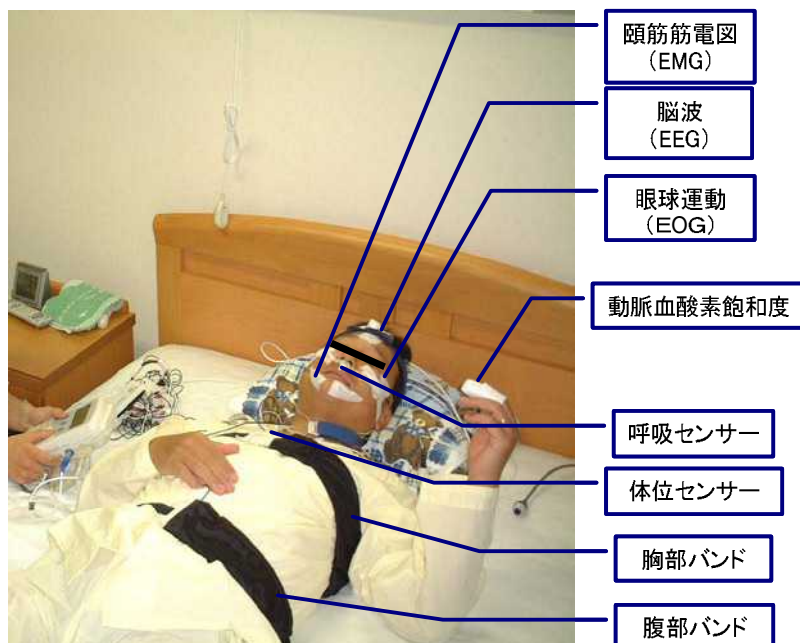 頤筋筋電図
（EMG）
脳波
（EEG）
眼球運動
（EOG）
動脈血酸素飽和度
呼吸センサー
体位センサー
胸部バンド
腹部バンド